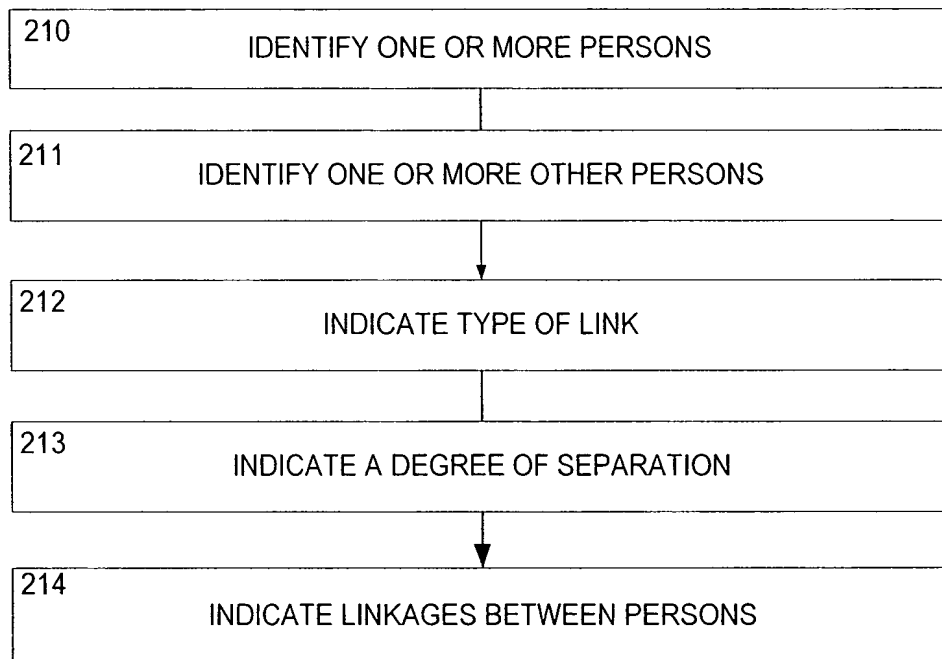 210
IDENTIFY ONE OR MORE PERSONS
211
IDENTIFY ONE OR MORE OTHER PERSONS
212
INDICATE TYPE OF LINK
213
INDICATE A DEGREE OF SEPARATION
214
INDICATE LINKAGES BETWEEN PERSONS